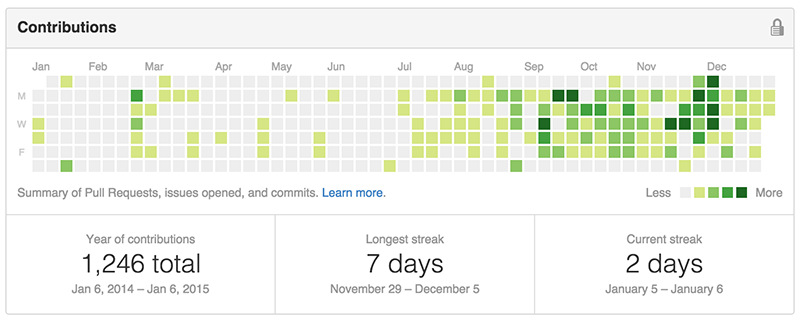 Contributions
Jan Feb Mar Apr May Jun Jul Aug Sep Oct Nov Dec
M
W
F
Summary of Pull Requests, issues opened, and commits. Learn more.
Less More
Year of contributions
1,246 total
Jan 6, 2014 – Jan 6, 2015
Longest streak
7 days
November 29 – December 5
Current streak
2 days
January 5 – January 6